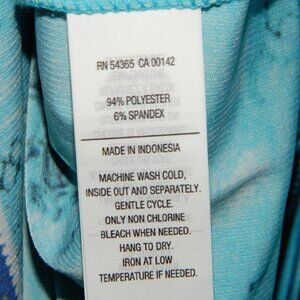 RN 54365 CA 00142
94% POLYESTER
6% SPANDEX
MADE IN INDONESIA
MACHINE WASH COLD,
INSIDE OUT AND SEPARATELY.
GENTLE CYCLE.
ONLY NON CHLORINE
BLEACH WHEN NEEDED.
HANG TO DRY.
IRON AT LOW
TEMPERATURE IF NEEDED.